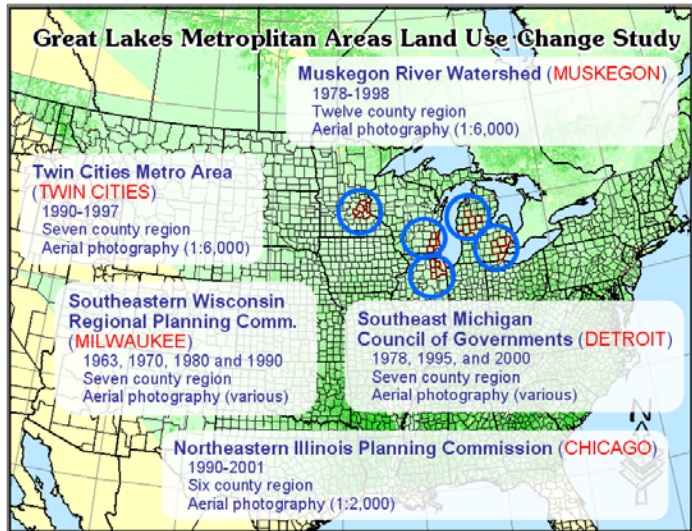 Great Lakes Metroplitan Areas Land Use Change Study
Muskegon River Watershed (MUSKEGON)
1978-1998
Twelve county region
Aerial photography (1:6,000)
Twin Cities Metro Area
(TWIN CITIES)
1990-1997
Seven county region
Aerial photography (1:6,000)
Southeastern Wisconsin
Regional Planning Comm.
(MILWAUKEE)
1963, 1970, 1980 and 1990
Seven county region
Aerial photography (various)
Southeast Michigan
Council of Governments (DETROIT)
1978, 1995, and 2000
Seven county region
Aerial photography (various)
Northeastern Illinois Planning Commission (CHICAGO)
1990-2001
Six county region
Aerial photography (1:2,000)
N